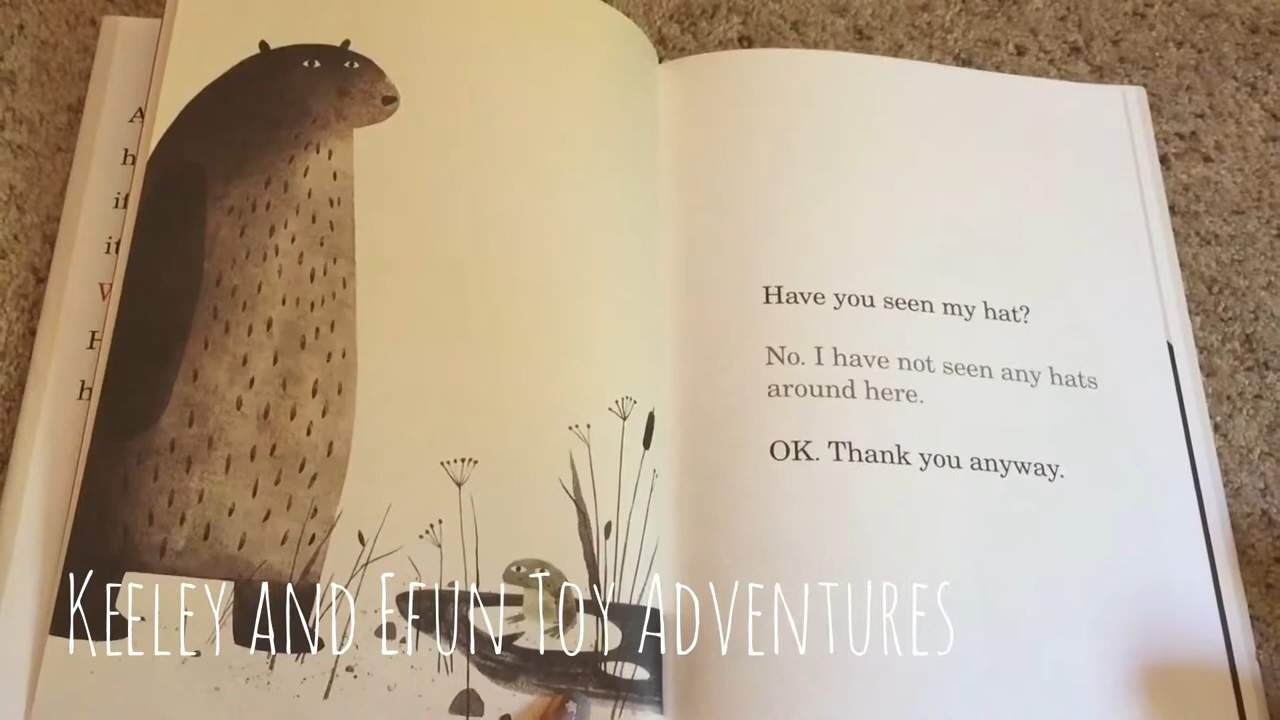 Have you seen my hat?
No. I have not seen any hats
around here.
OK. Thank you anyway.
Keeley and Efun Toy Adventures